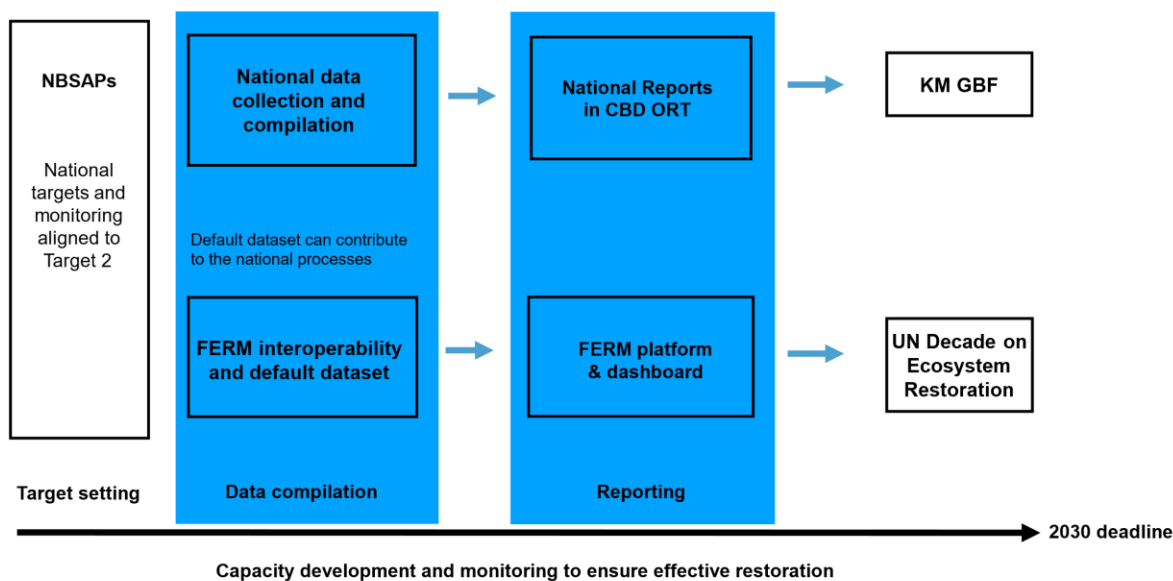 NBSAPs
National
targets and
monitoring
aligned to
Target 2
National data
collection and
compilation
National Reports
in CBD ORT
KM GBF
Default dataset can contribute
to the national processes
FERM interoperability
and default dataset
FERM platform
& dashboard
UN Decade on
Ecosystem
Restoration
Target setting
Data compilation
Reporting
2030 deadline
Capacity development and monitoring to ensure effective restoration